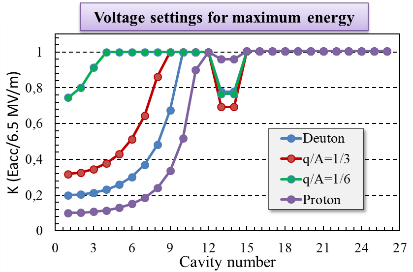 Voltage settings for maximum energy
K (Eacc/6.5 MV/m)
1
0,8
0,6
0,4
0,2
0
0 3 6 9 12 15 18 21 24 27
Cavity number
Deuton
q/A=1/3
q/A=1/6
Proton